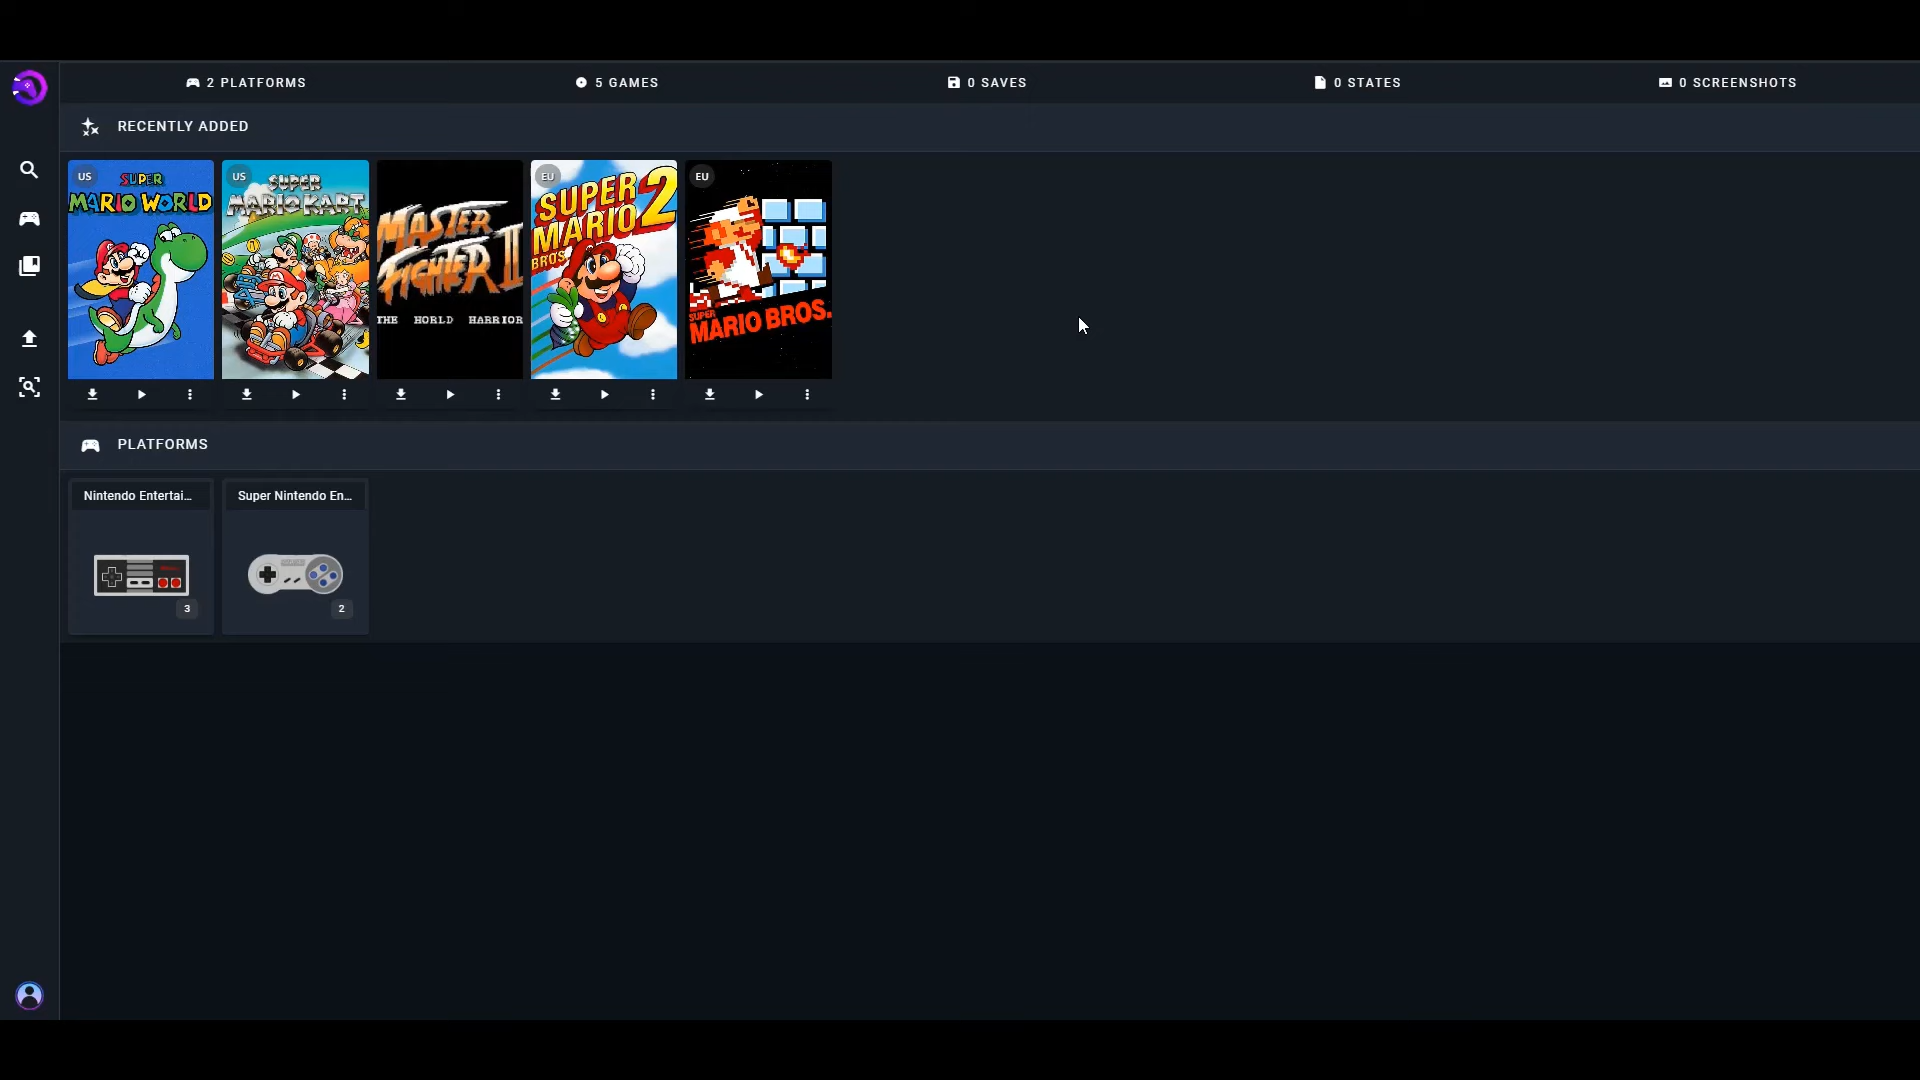 2 PLATFORMS
5 GAMES
0 SAVES
0 STATES
0 SCREENSHOTS
RECENTLY ADDED
US
SUPER
MARIO WORLD
US
SUPER
MARIO KART
MASTER
FIGHTER II
THE WORLD WARRIOR
EU
SUPER
MARIO 2
BROS.
EU
SUPER
MARIO BROS.
PLATFORMS
Nintendo Entertai...
3
Super Nintendo En...
2